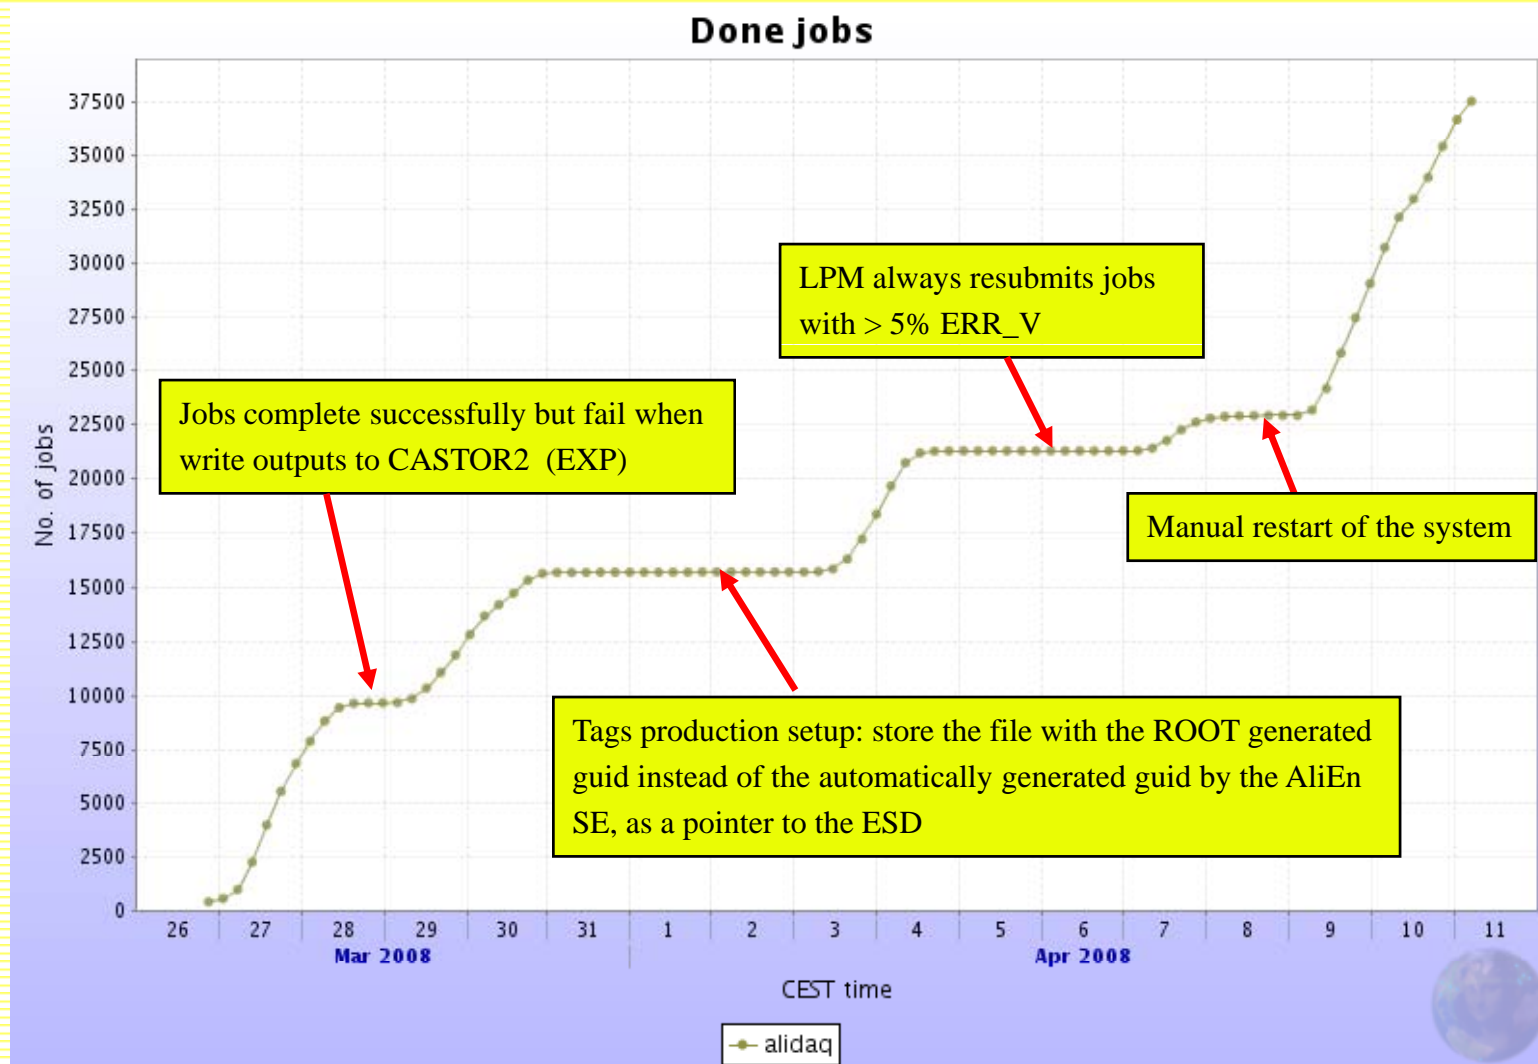 Done jobs
37500
35000
32500
30000
27500
25000
22500
20000
17500
15000
12500
10000
7500
5000
2500
0
No. of jobs
LPM always resubmits jobs
with > 5% ERR_V
Jobs complete successfully but fail when
write outputs to CASTOR2 (EXP)
Manual restart of the system
Tags production setup: store the file with the ROOT generated
guid instead of the automatically generated guid by the AliEn
SE, as a pointer to the ESD
26 27 28 29 30 31 1 2 3 4 5 6 7 8 9 10 11
Mar 2008 Apr 2008
CEST time
alidaq